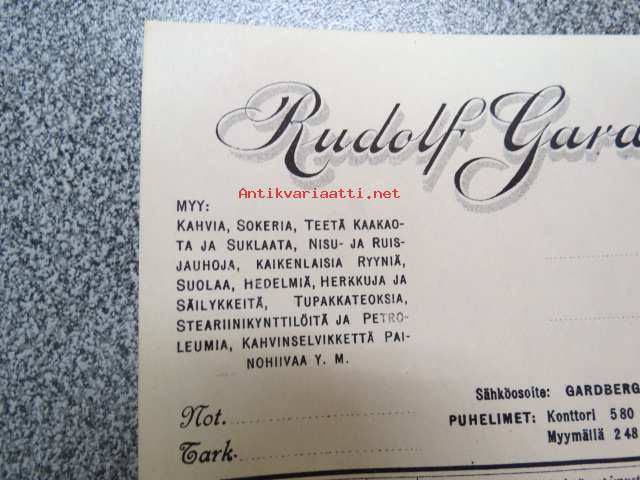 Rudolf Gard
Antikvariaatti.net
MYY:
KAHVIA, SOKERIA, TEETÄ KAAKAO-
TA JA SUKLAATA, NISU- JA RUIS-
JAUHOJA, KAIKENLAISIA RYYNIÄ,
SUOLAA, HEDELMIÄ, HERKKUJA JA
SÄILYKKEITÄ, TUPAKKATEOKSIA,
STEARIINIKYNTTILÖITÄ JA PETRO-
LEUMIA, KAHVINSELVIKKETTÄ PAI-
NOHIIVAA Y. M.
Sähköosoite: GARDBERG
PUHELIMET: Konttori 580
Myymälä 248
Not.
Tark.